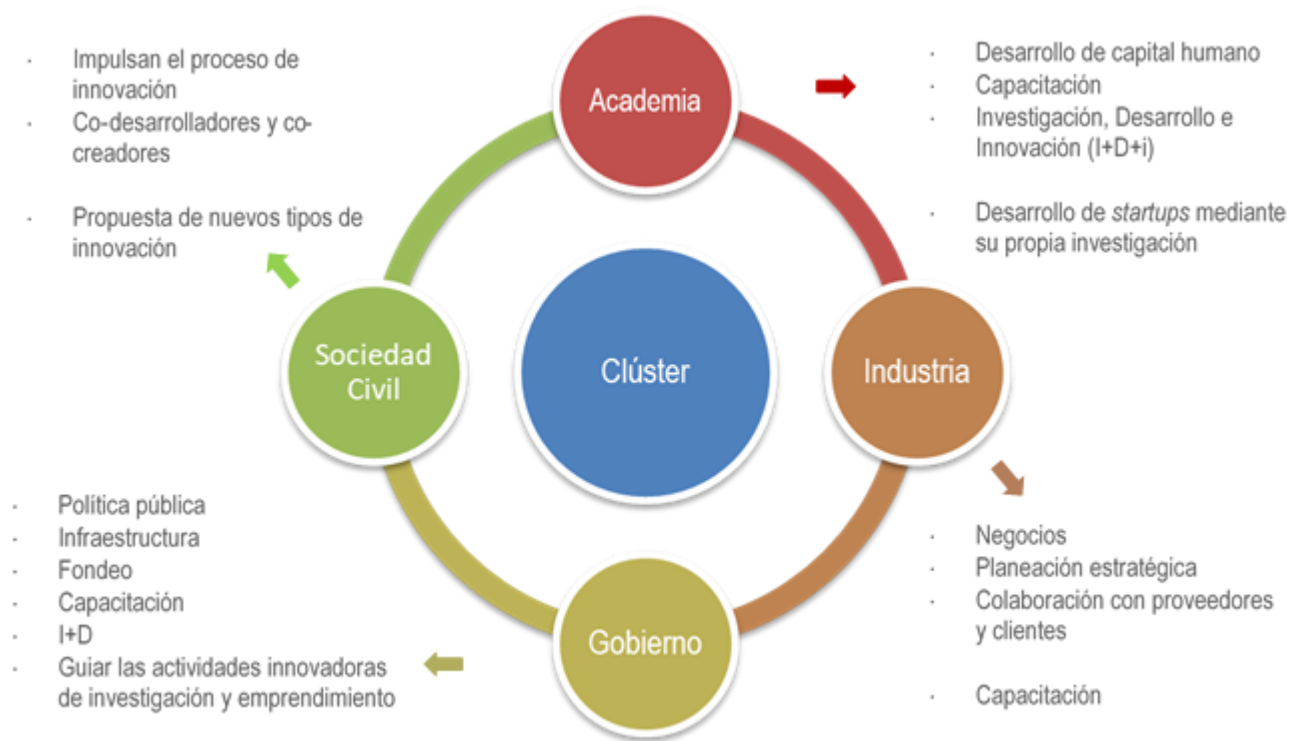 · Impulsan el proceso de
innovación
· Co-desarrolladores y co-
creadores
· Propuesta de nuevos tipos de
innovación
Academia
· Desarrollo de capital humano
· Capacitación
· Investigación, Desarrollo e
Innovación (I+D+i)
· Desarrollo de startups mediante
su propia investigación
Sociedad
Civil
Clúster
Industria
· Política pública
· Infraestructura
· Fondeo
· Capacitación
· I+D
· Guiar las actividades innovadoras
de investigación y emprendimiento
Gobierno
· Negocios
· Planeación estratégica
· Colaboración con proveedores
y clientes
· Capacitación